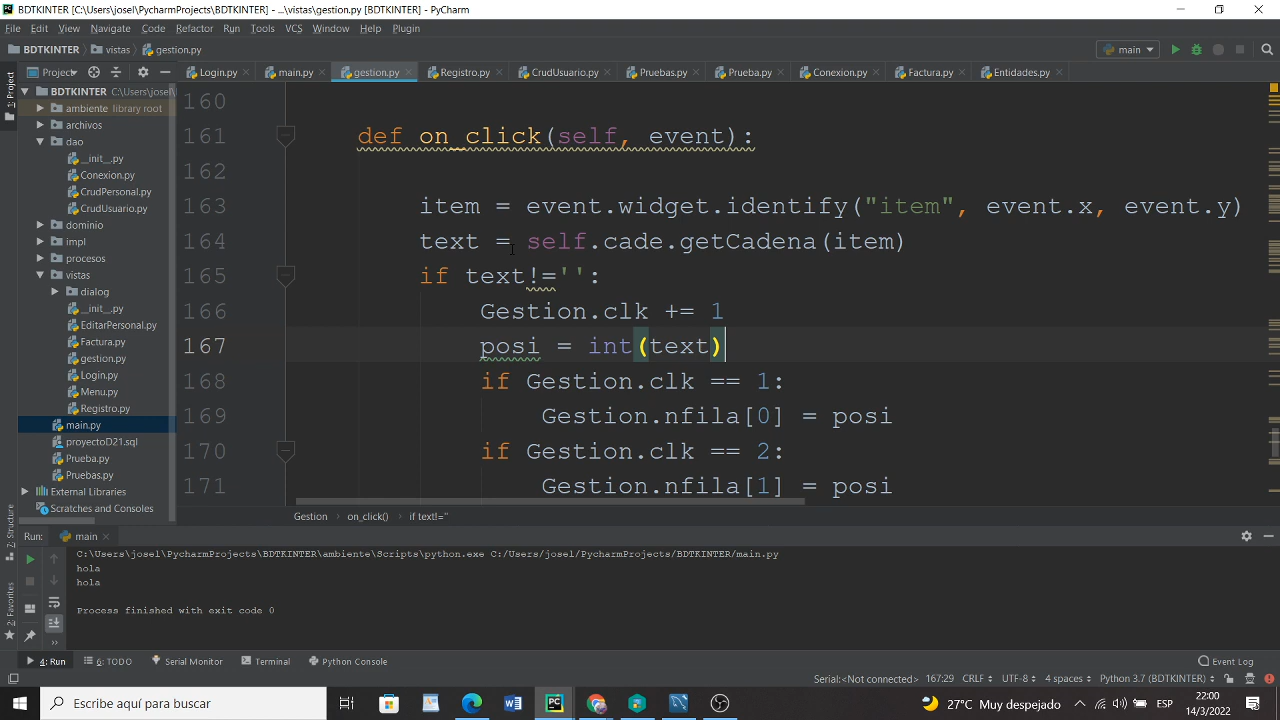 BDTKINTER [C:\Users\josel\PycharmProjects\BDTKINTER] - ...\vistas\gestion.py [BDTKINTER] - PyCharm
File Edit View Navigate Code Refactor Run Tools VCS Window Help Plugin
BDTKINTER vistas gestion.py main
Project Login.py main.py gestion.py Registro.py CrudUsuario.py Pruebas.py Prueba.py Conexion.py Factura.py Entidades.py
1: Project
BDTKINTER C:\Users\josel
ambiente library root
archivos
dao
__init__.py
Conexion.py
CrudPersonal.py
CrudUsuario.py
dominio
impl
procesos
vistas
dialog
__init__.py
EditarPersonal.py
Factura.py
gestion.py
Login.py
Menu.py
Registro.py
main.py
proyectoD21.sql
Prueba.py
Pruebas.py
External Libraries
Scratches and Consoles
160
161 def on_click(self, event):
162
163 item = event.widget.identify("item", event.x, event.y)
164 text = self.cade.getCadena(item)
165 if text!='':
166 Gestion.clk += 1
167 posi = int(text)
168 if Gestion.clk == 1:
169 Gestion.nfila[0] = posi
170 if Gestion.clk == 2:
171 Gestion.nfila[1] = posi
Gestion on_click() if text!=''
7: Structure
2: Favorites
Run: main
C:\Users\josel\PycharmProjects\BDTKINTER\ambiente\Scripts\python.exe C:/Users/josel/PycharmProjects/BDTKINTER/main.py
hola
hola
Process finished with exit code 0
4: Run 6: TODO Serial Monitor Terminal Python Console Event Log
Serial:<Not connected> 167:29 CRLF UTF-8 4 spaces Python 3.7 (BDTKINTER)
Escribe aquí para buscar
27°C Muy despejado ESP 22:00
14/3/2022